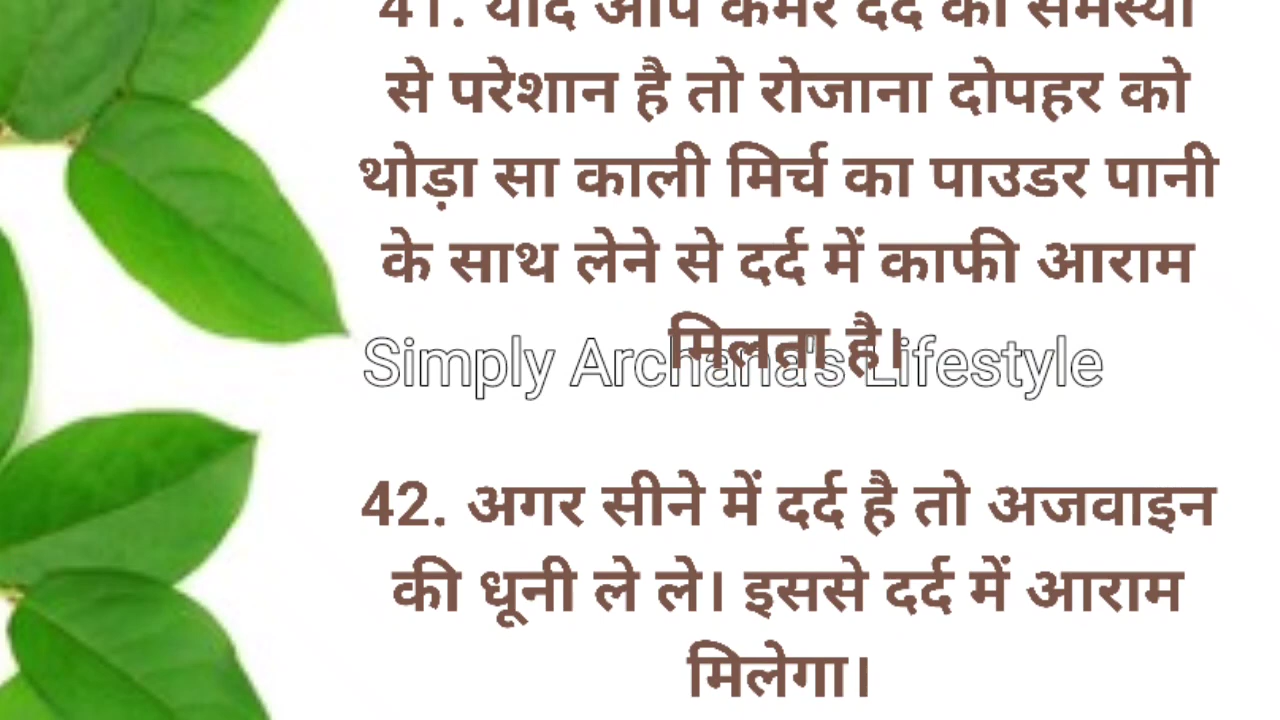 41. यदि आप कमर दर्द की समस्या
से परेशान है तो रोजाना दोपहर को
थोड़ा सा काली मिर्च का पाउडर पानी
के साथ लेने से दर्द में काफी आराम
मिलता है।
Simply Archana's Lifestyle
42. अगर सीने में दर्द है तो अजवाइन
की धूनी ले ले। इससे दर्द में आराम
मिलेगा।